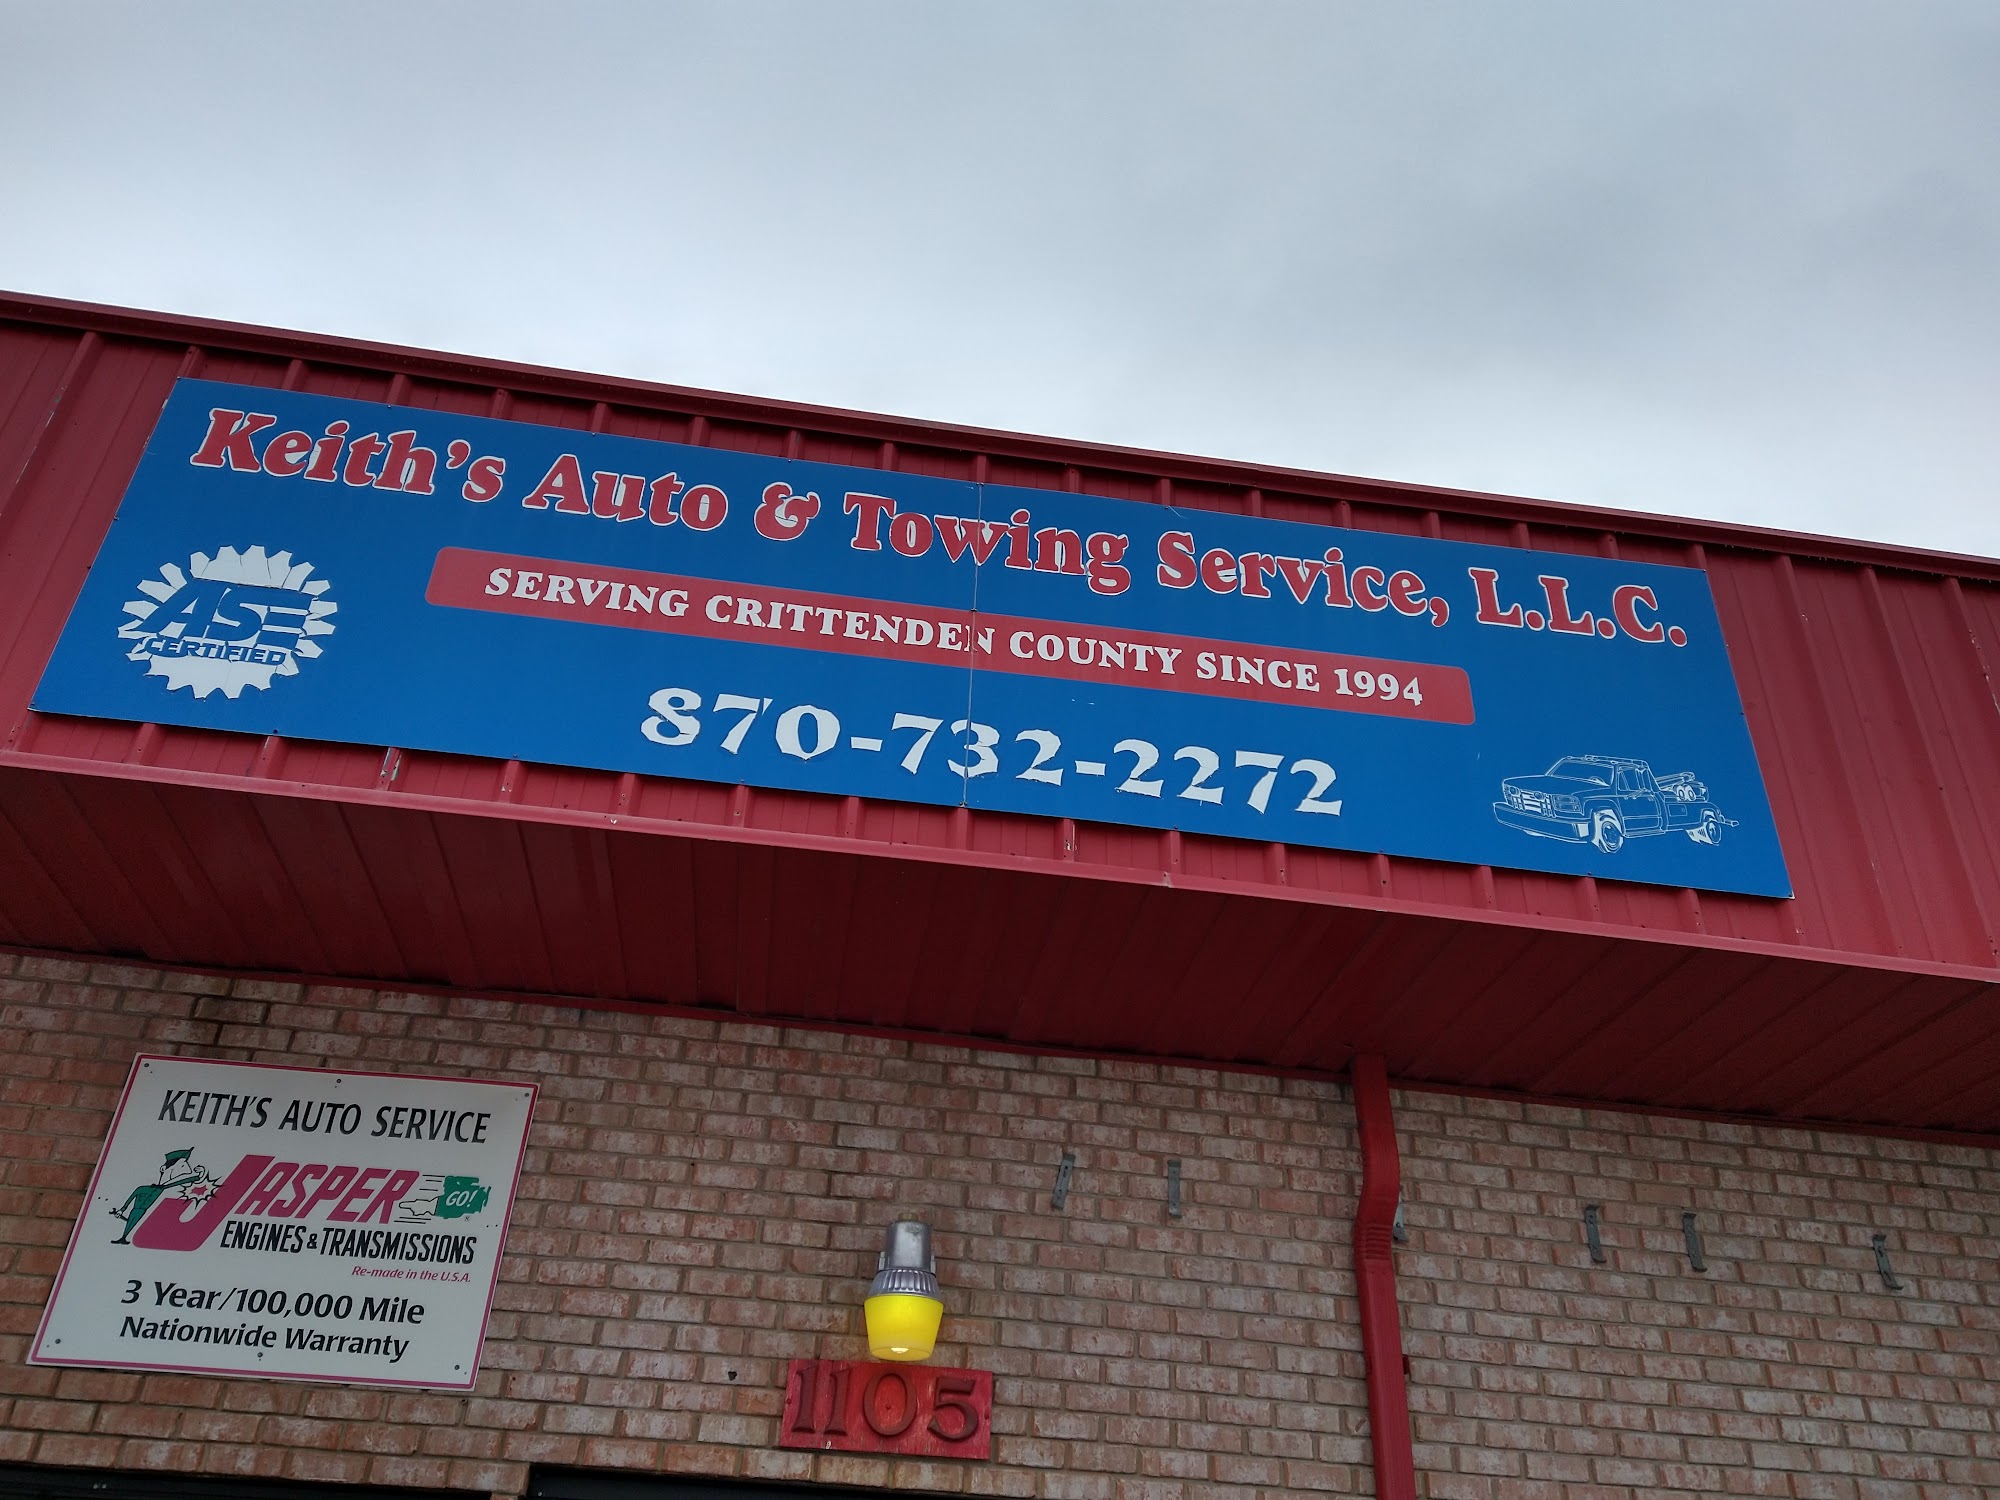 Keith's Auto & Towing Service, L.L.C.
SERVING CRITTENDEN COUNTY SINCE 1994
ASE
CERTIFIED
870-732-2272
KEITH'S AUTO SERVICE
JASPER
GO!
ENGINES & TRANSMISSIONS
Re-made in the U.S.A.
3 Year/100,000 Mile
Nationwide Warranty
1105